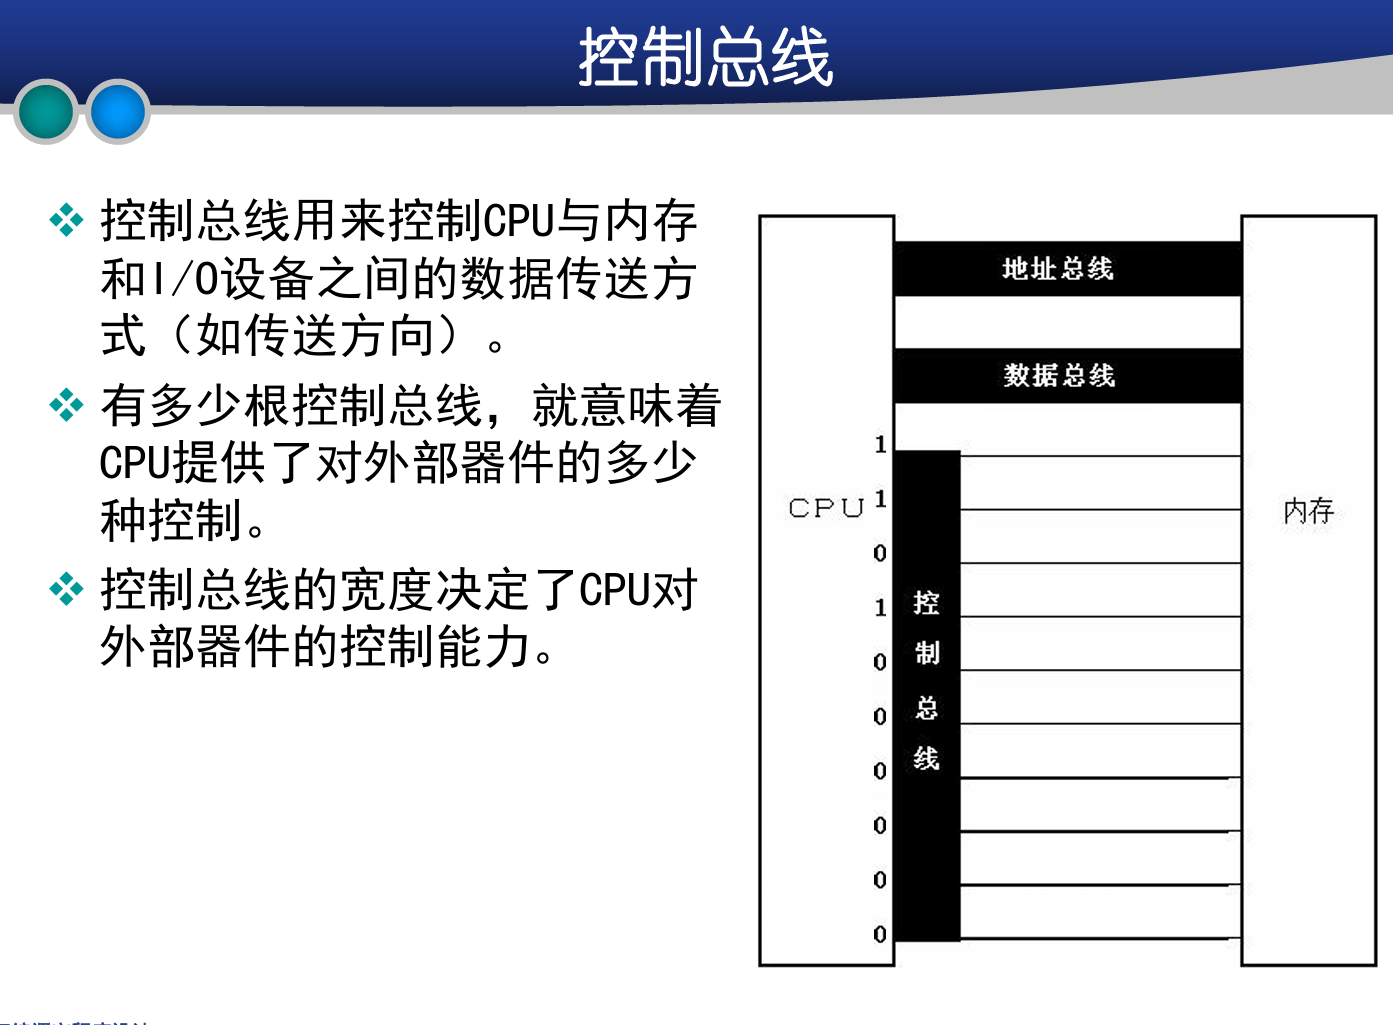 控制总线
控制总线用来控制CPU与内存
和I/O设备之间的数据传送方
式（如传送方向）。
有多少根控制总线，就意味着
CPU提供了对外部器件的多少
种控制。
控制总线的宽度决定了CPU对
外部器件的控制能力。
地址总线
数据总线
1
1
0
1
0
0
0
0
0
0
CPU
控
制
总
线
内存